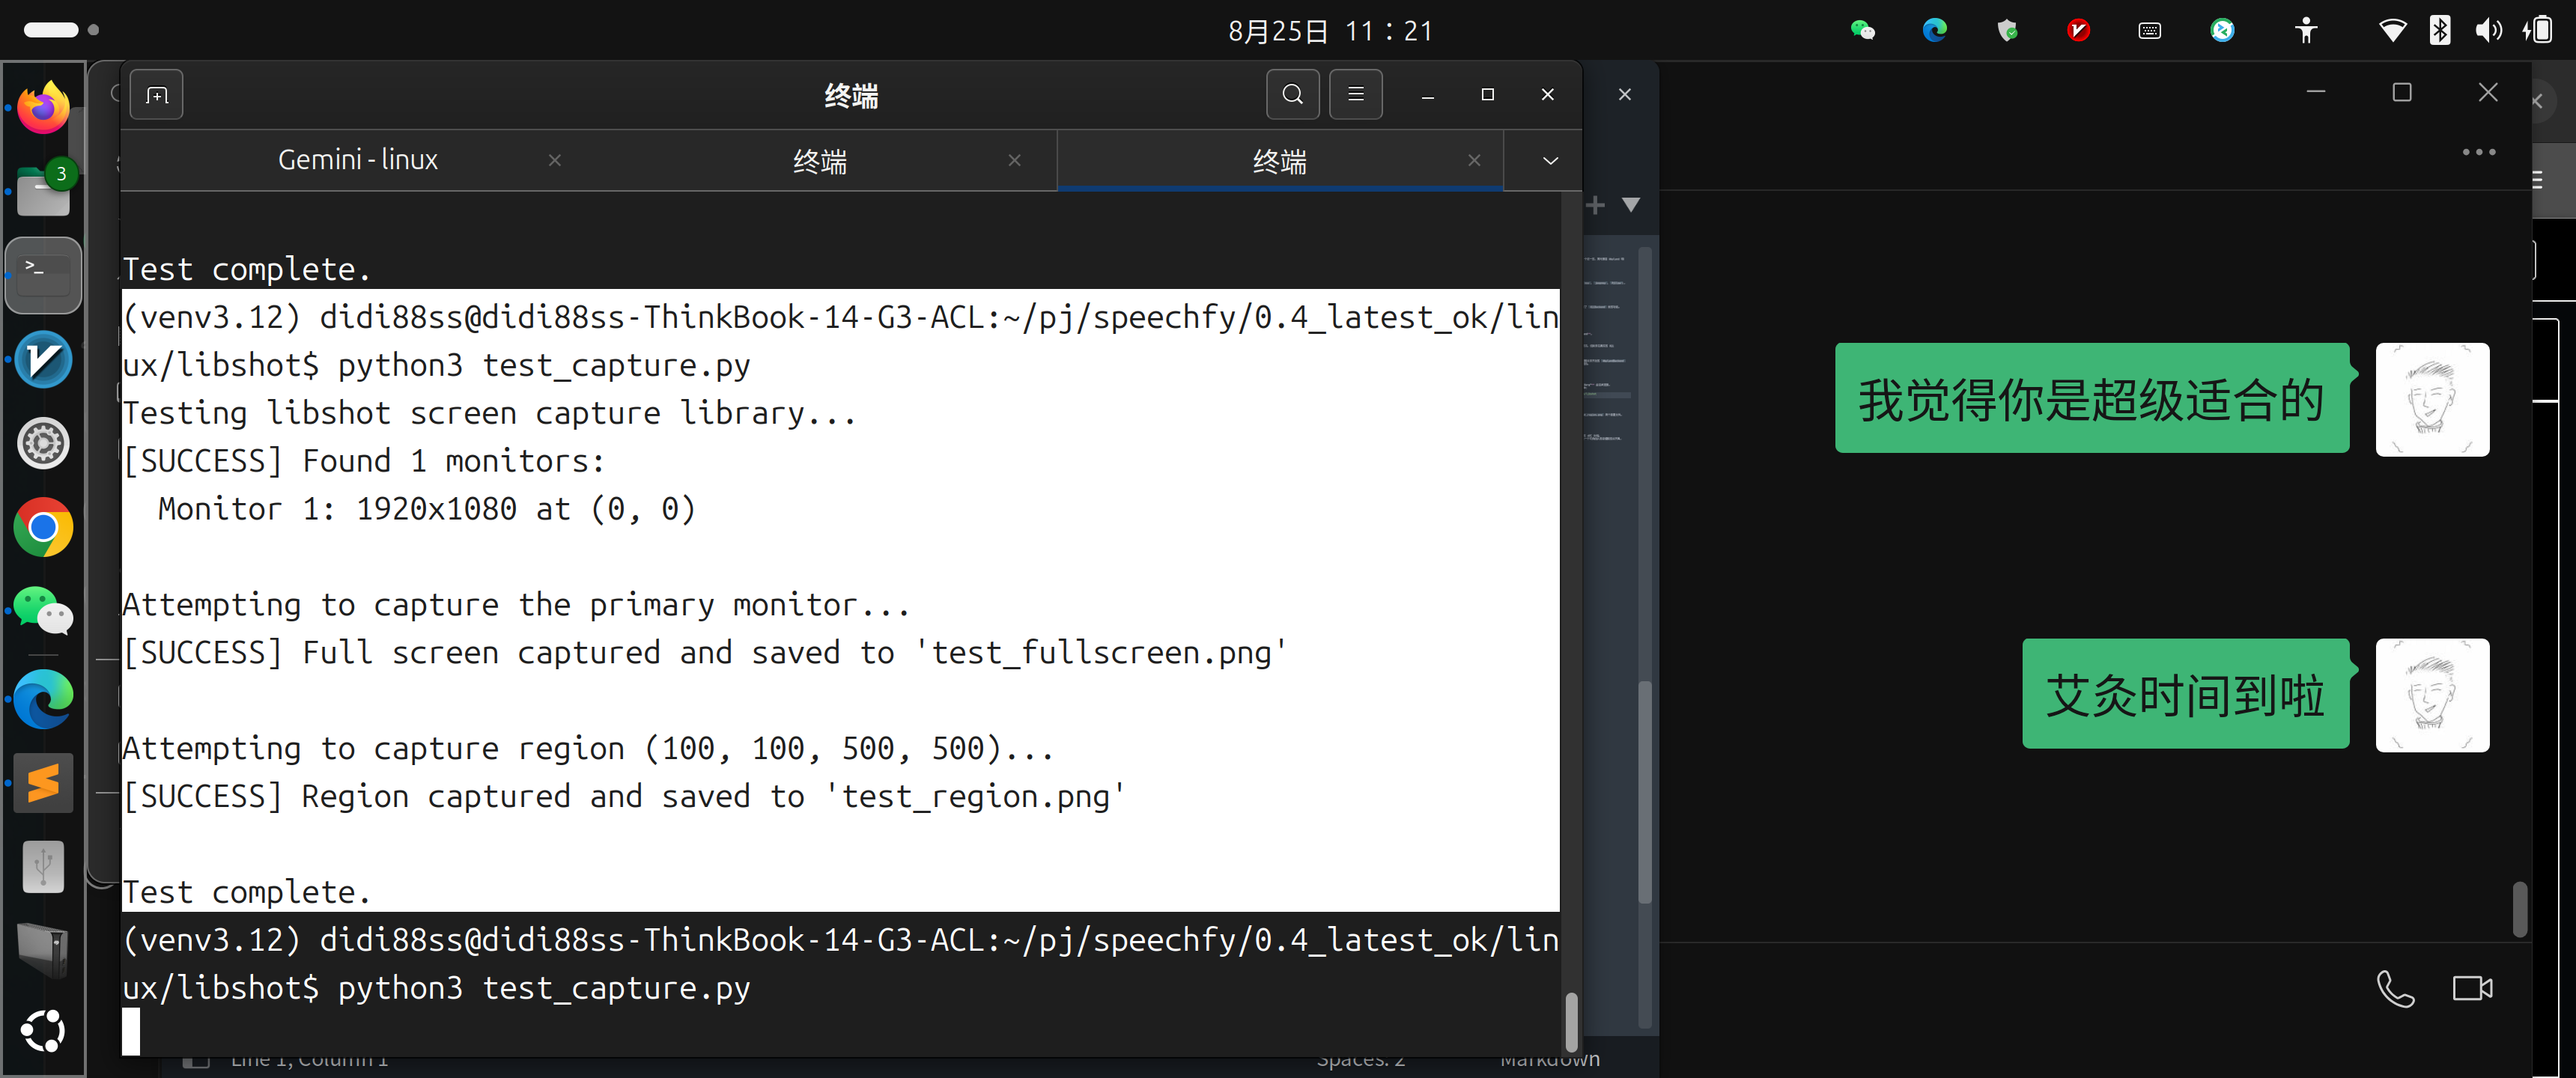 8月25日 11：21
3
终端
Gemini - linux
终端
终端
Test complete.
(venv3.12) didi88ss@didi88ss-ThinkBook-14-G3-ACL:~/pj/speechfy/0.4_latest_ok/lin
ux/libshot$ python3 test_capture.py
Testing libshot screen capture library...
[SUCCESS] Found 1 monitors:
  Monitor 1: 1920x1080 at (0, 0)
Attempting to capture the primary monitor...
[SUCCESS] Full screen captured and saved to 'test_fullscreen.png'
Attempting to capture region (100, 100, 500, 500)...
[SUCCESS] Region captured and saved to 'test_region.png'
Test complete.
(venv3.12) didi88ss@didi88ss-ThinkBook-14-G3-ACL:~/pj/speechfy/0.4_latest_ok/lin
ux/libshot$ python3 test_capture.py
Line 1, Column 1
Spaces: 2
Markdown
我觉得你是超级适合的
艾灸时间到啦